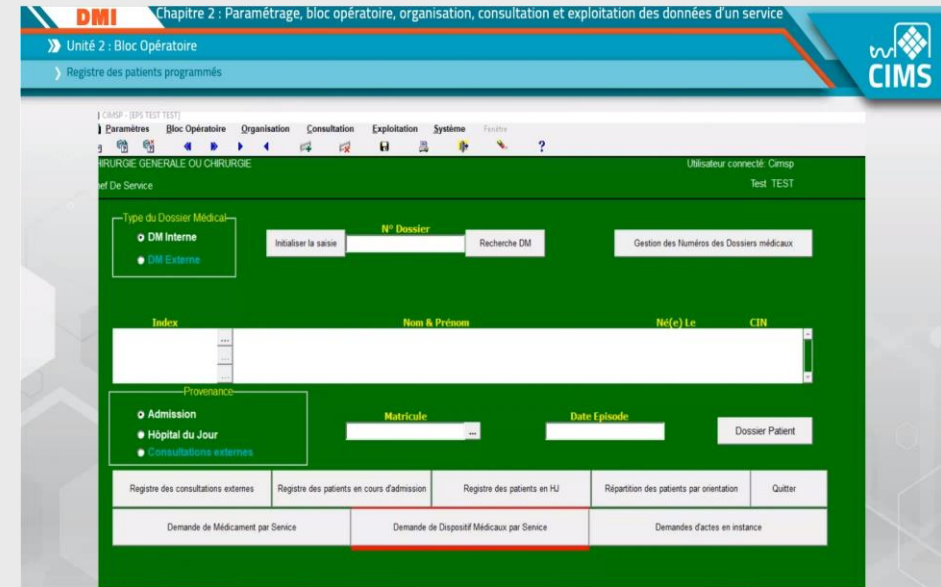 DMI Chapitre 2 : Paramétrage, bloc opératoire, organisation, consultation et exploitation des données d'un service
Unité 2 : Bloc Opératoire
CIMS
Registre des patients programmés
CIMSP - [EPS TEST TEST]
Paramètres Bloc Opératoire Organisation Consultation Exploitation Système Fenêtre
?
HIRURGIE GENERALE OU CHIRURGIE Utilisateur connecté: Cimsp
hef De Service Test TEST
Type du Dossier Médical
DM Interne
DM Externe
N° Dossier
Initialiser la saisie Recherche DM Gestion des Numéros des Dossiers médicaux
Index Nom & Prénom Né(e) Le CIN
...
...
...
Provenance
Admission
Hôpital du Jour
Consultations externes
Matricule Date Episode
... Dossier Patient
Registre des consultations externes Registre des patients en cours d'admission Registre des patients en HJ Répartition des patients par orientation Quitter
Demande de Médicament par Service Demande de Dispositif Médicaux par Service Demandes d'actes en instance